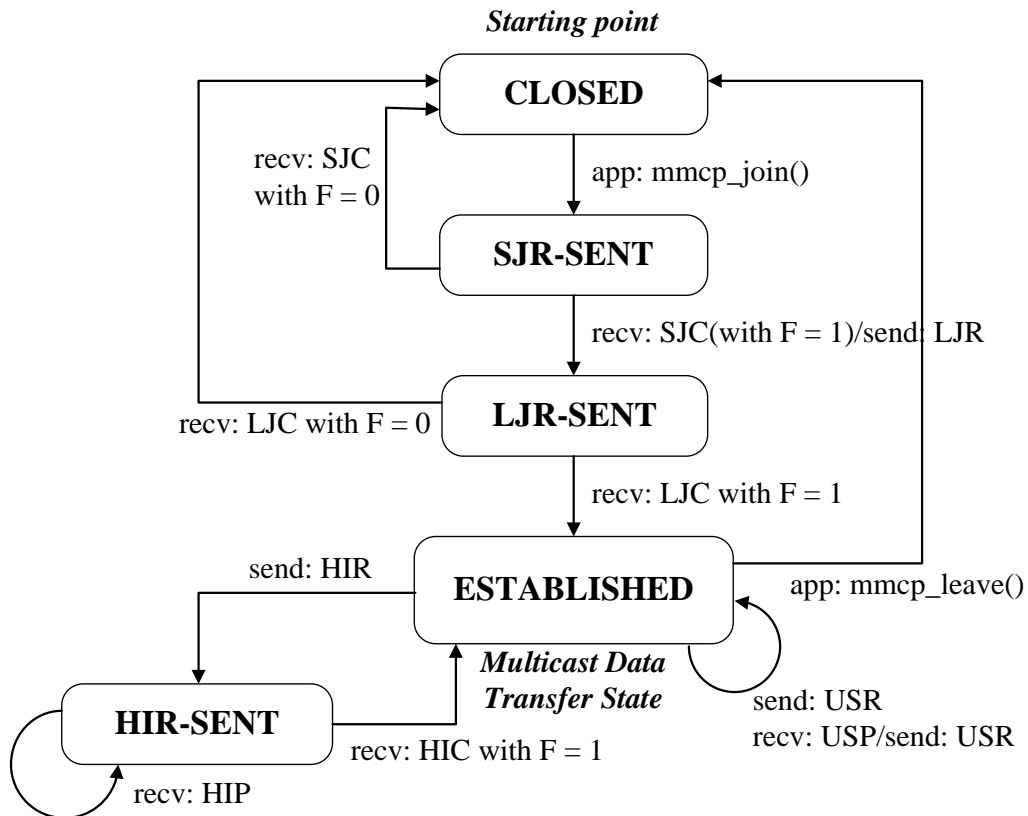 Starting point
CLOSED
recv: SJC
with F = 0
app: mmcp_join()
SJR-SENT
recv: SJC(with F = 1)/send: LJR
LJR-SENT
recv: LJC with F = 0
recv: LJC with F = 1
send: HIR
ESTABLISHED
app: mmcp_leave()
Multicast Data
Transfer State
send: USR
recv: USP/send: USR
HIR-SENT
recv: HIC with F = 1
recv: HIP